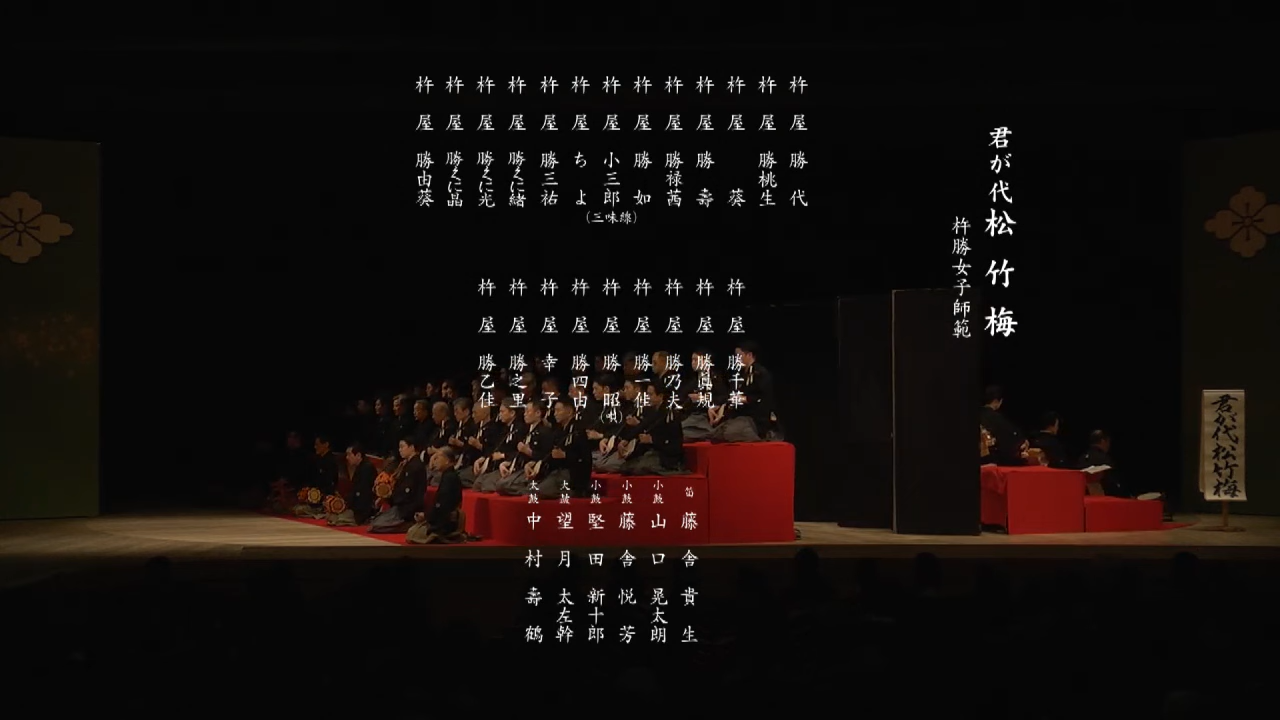 君が代松竹梅
杵勝女子師範
杵屋勝代
杵屋勝桃生
杵屋葵
杵屋勝壽
杵屋勝禄茜
杵屋勝如
杵屋小三郎
杵屋ちよ
杵屋勝三祐
杵屋勝くに緒
杵屋勝くに光
杵屋勝くに晶
杵屋勝由葵
(三味線)
杵屋勝千華
杵屋勝眞規
杵屋勝乃夫
杵屋勝一佳
杵屋勝昭
杵屋勝四由
杵屋幸子
杵屋勝之里
杵屋勝乙佳
(唄)
笛 藤舎貴生
小鼓 山口晃太朗
小鼓 藤舎悦芳
小鼓 堅田新十郎
大鼓 望月太左幹
太鼓 中村壽鶴
君が代松竹梅